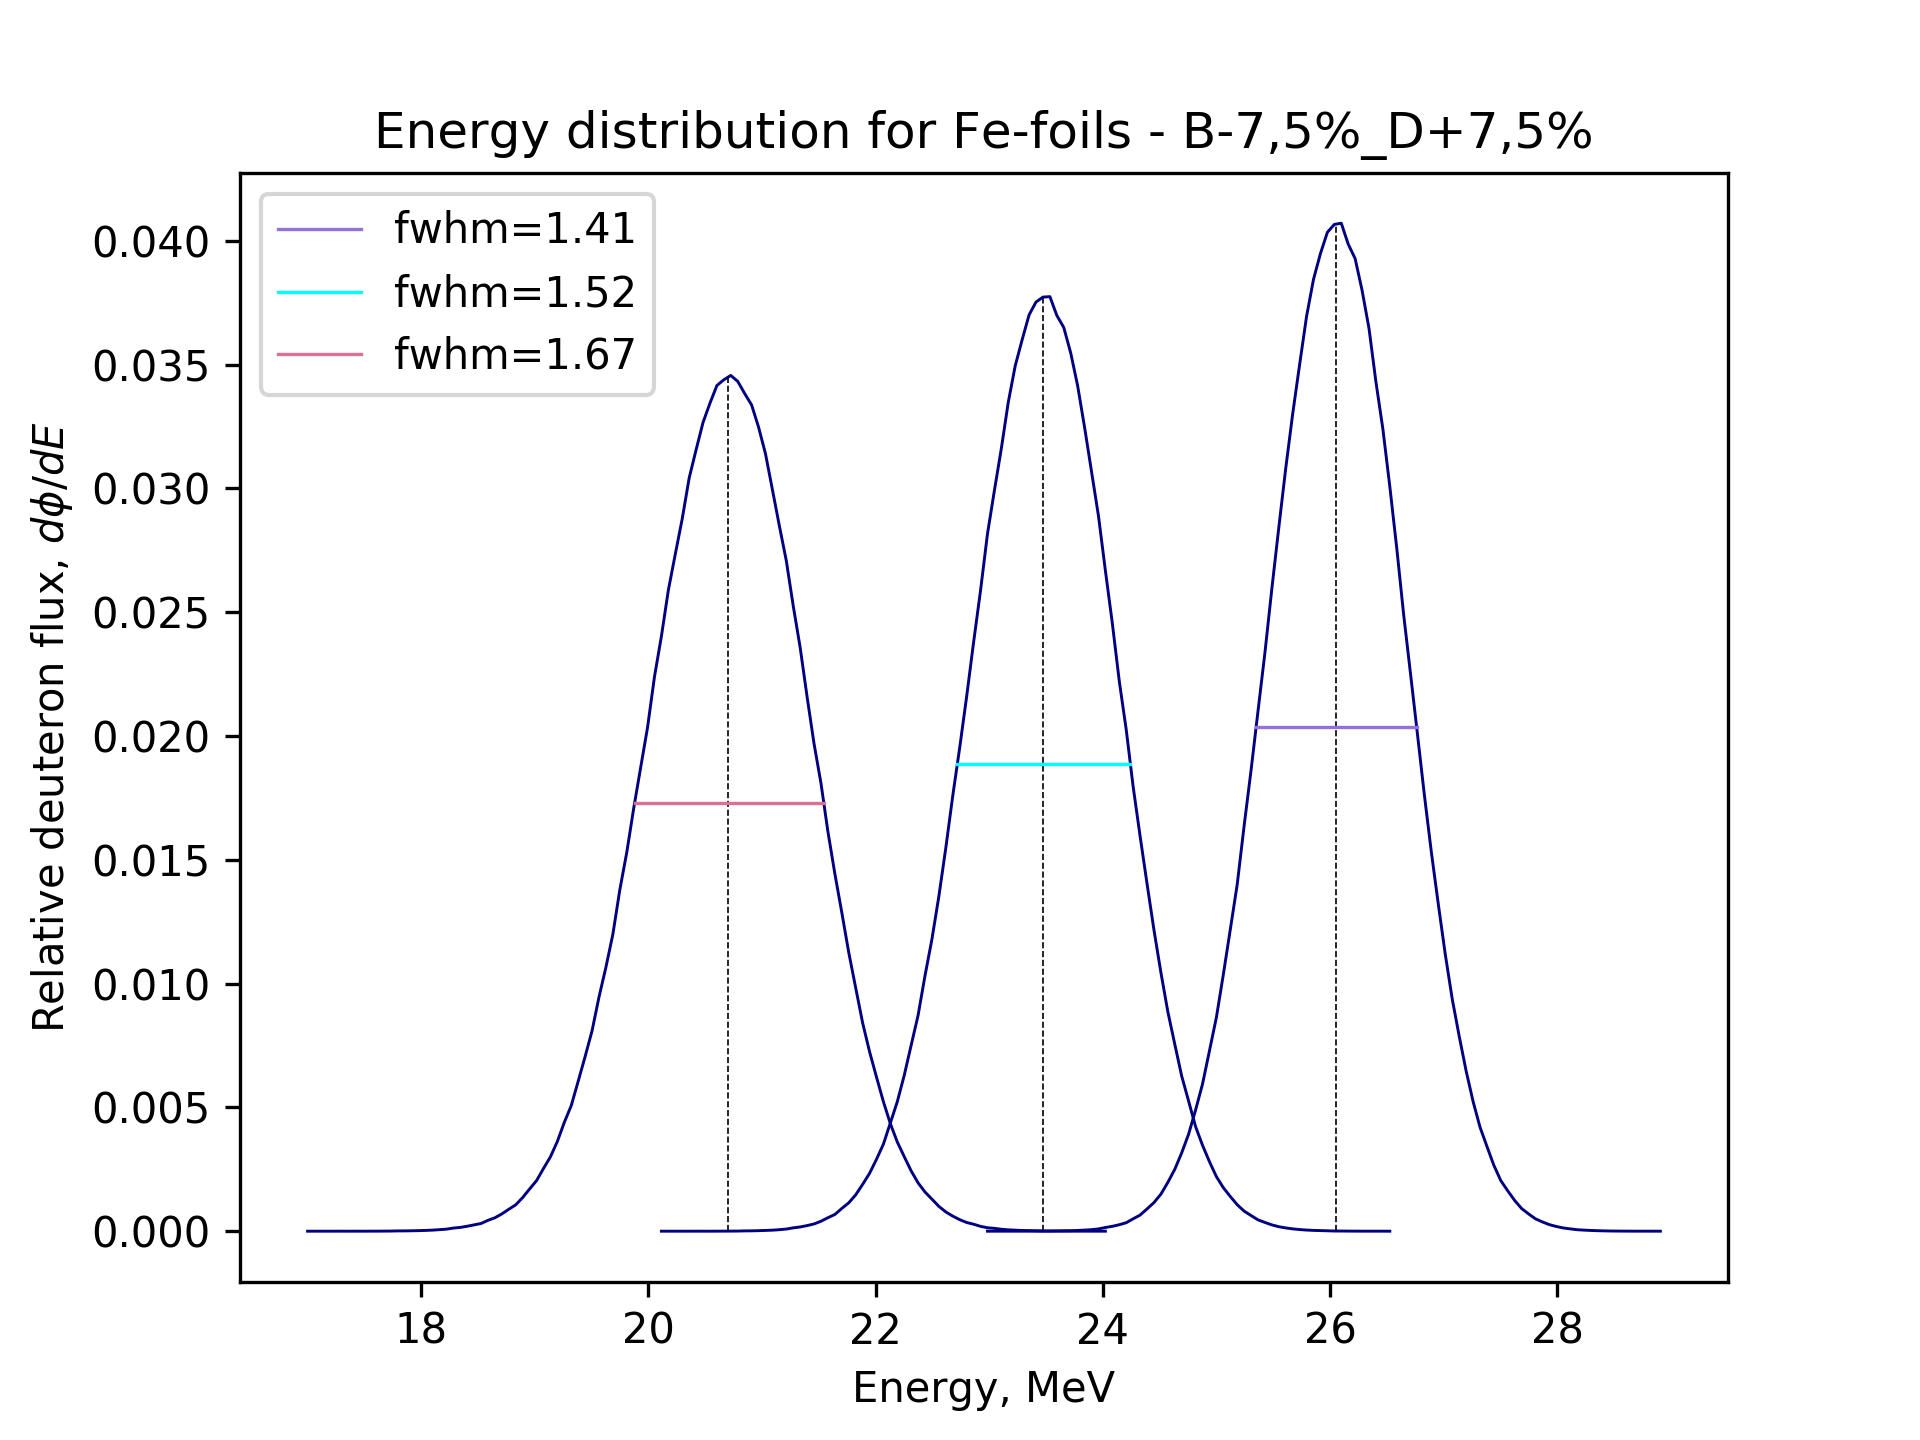 Energy distribution for Fe-foils - B-7,5%_D+7,5%
fwhm=1.41
fwhm=1.52
fwhm=1.67
Relative deuteron flux, dϕ/dE
0.040
0.035
0.030
0.025
0.020
0.015
0.010
0.005
0.000
18 20 22 24 26 28
Energy, MeV